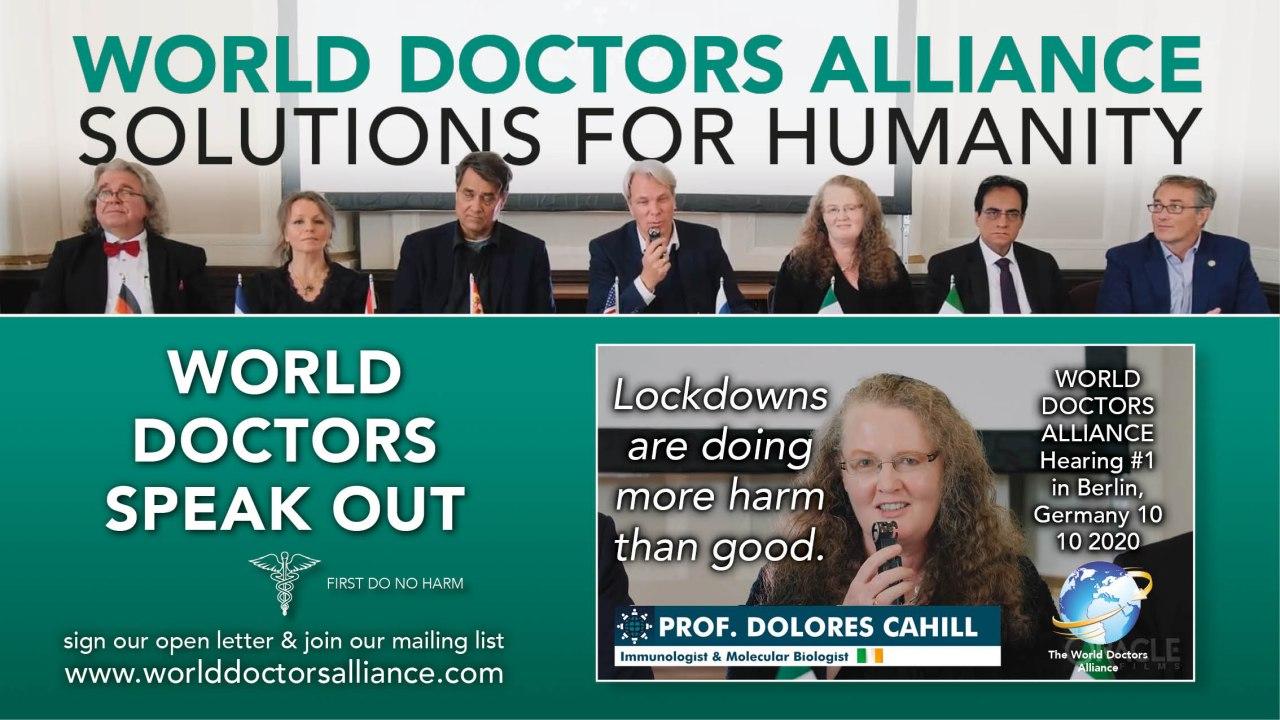 WORLD DOCTORS ALLIANCE
SOLUTIONS FOR HUMANITY
WORLD
DOCTORS
SPEAK OUT
FIRST DO NO HARM
sign our open letter & join our mailing list
www.worlddoctorsalliance.com
Lockdowns
are doing
more harm
than good.
WORLD
DOCTORS
ALLIANCE
Hearing #1
in Berlin,
Germany 10
10 2020
PROF. DOLORES CAHILL
Immunologist & Molecular Biologist
The World Doctors
Alliance